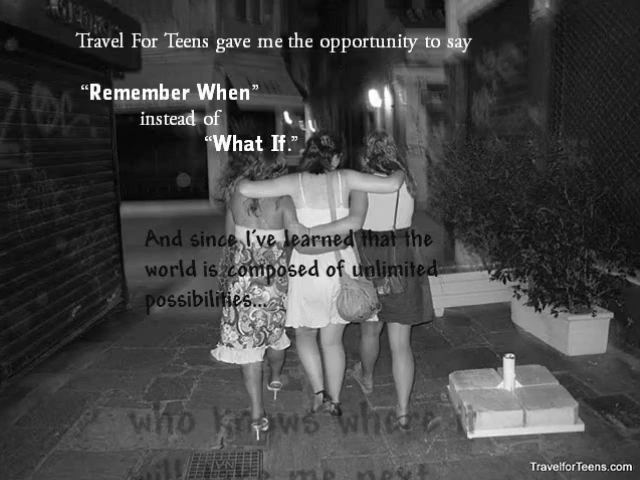 Travel For Teens gave me the opportunity to say
“Remember When”
instead of
“What If.”
And since I've learned that the
world is composed of unlimited
possibilities...
who knows where
me next
TravelforTeens.com